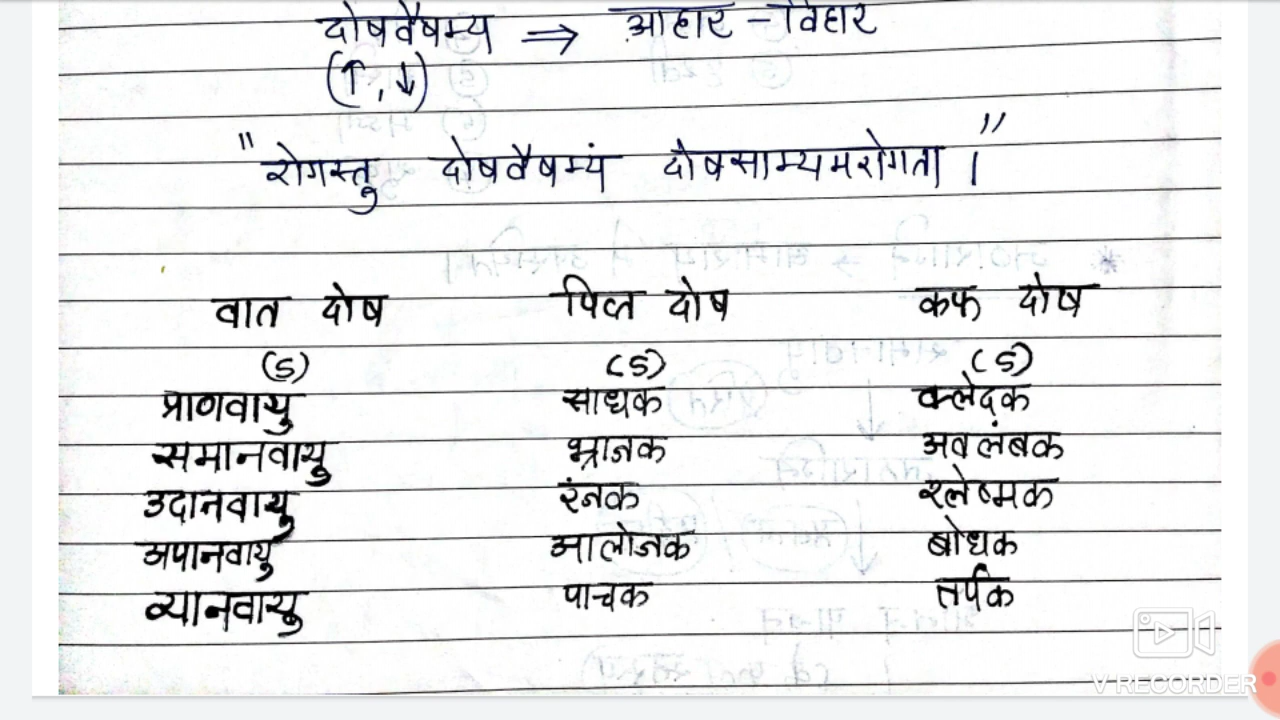 दोषवैषम्य ⇒ आहार - विहार
(↑,↓)
"रोगस्तु दोषवैषम्यं दोषसाम्यमरोगता ।"
वात दोष पित्त दोष कफ दोष
(5) (5) (5)
प्राणवायु साधक क्लेदक
समानवायु भ्राजक अवलंबक
उदानवायु रंजक श्लेष्मक
अपानवायु आलोजक बोधक
व्यानवायु पाचक तर्पक
V RECORDER